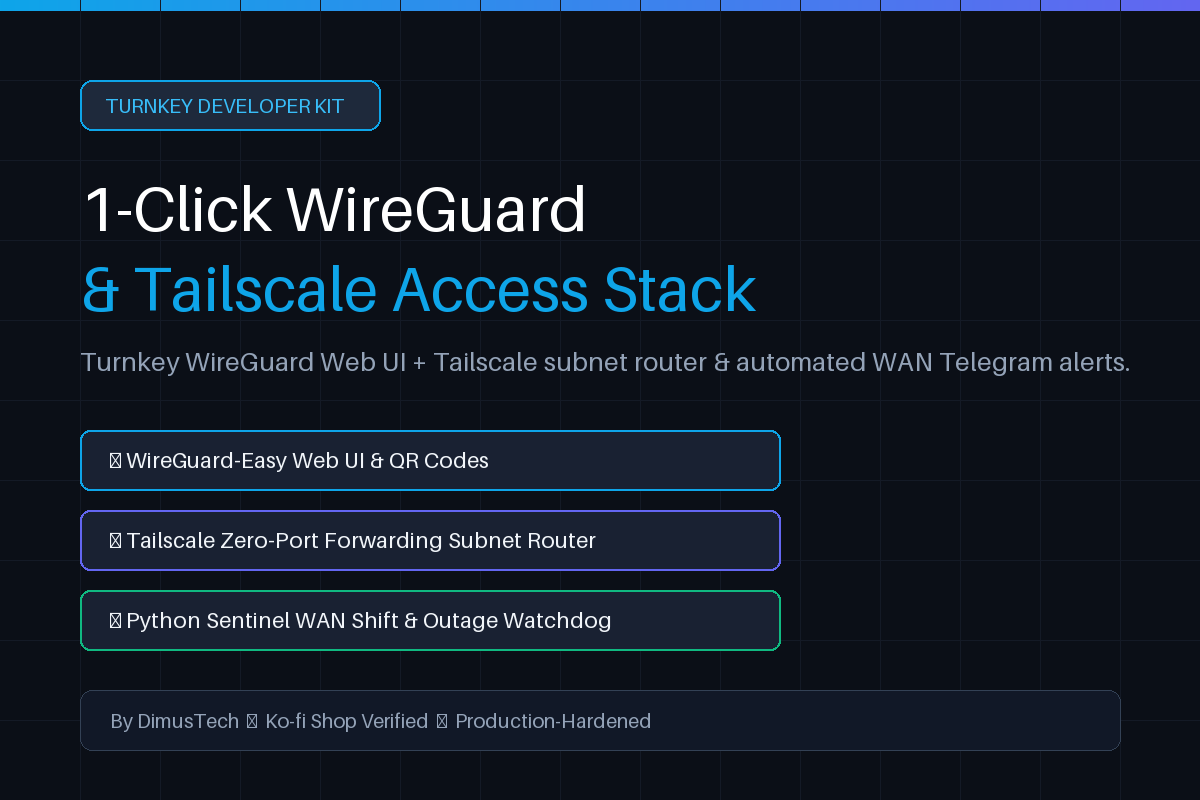 TURNKEY DEVELOPER KIT
1-Click WireGuard
& Tailscale Access Stack
Turnkey WireGuard Web UI + Tailscale subnet router & automated WAN Telegram alerts.
WireGuard-Easy Web UI & QR Codes
Tailscale Zero-Port Forwarding Subnet Router
Python Sentinel WAN Shift & Outage Watchdog
By DimusTech Ko-fi Shop Verified Production-Hardened